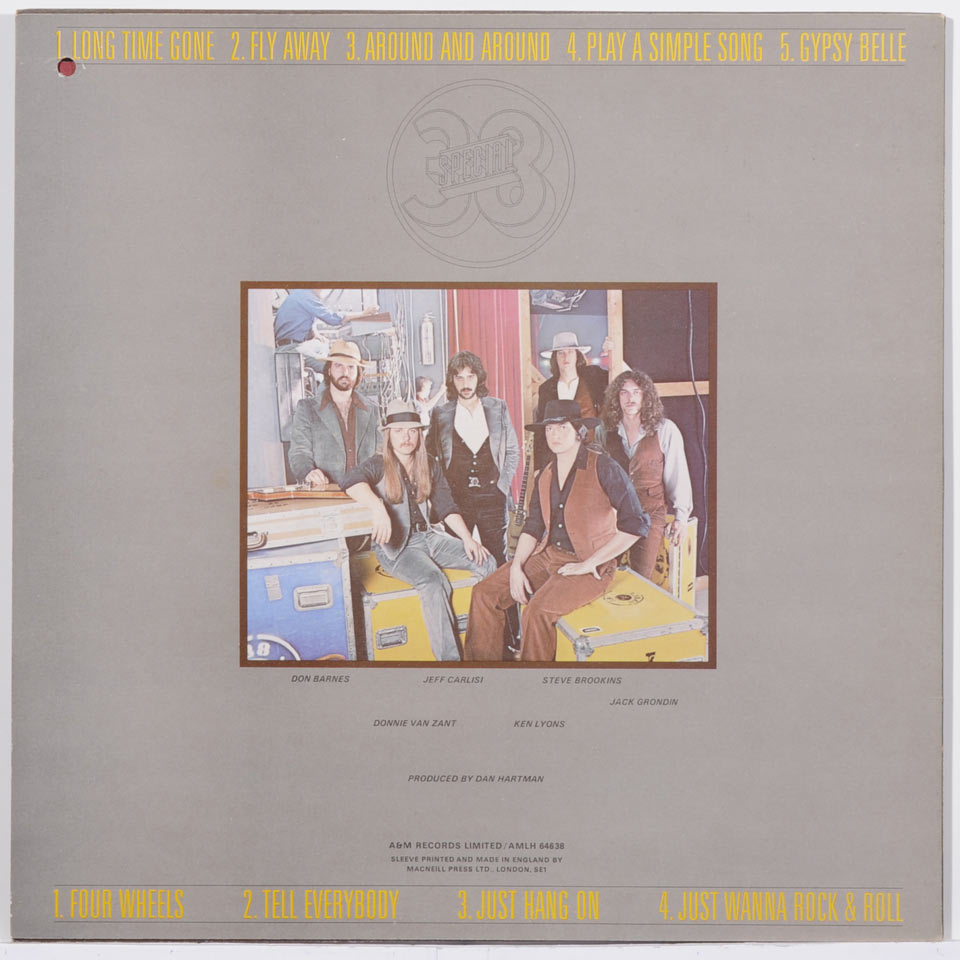 1. LONG TIME GONE 2. FLY AWAY 3. AROUND AND AROUND 4. PLAY A SIMPLE SONG 5. GYPSY BELLE
38
SPECIAL
DON BARNES JEFF CARLISI STEVE BROOKINS
JACK GRONDIN
DONNIE VAN ZANT KEN LYONS
PRODUCED BY DAN HARTMAN
A&M RECORDS LIMITED/AMLH 64638
SLEEVE PRINTED AND MADE IN ENGLAND BY
MACNEILL PRESS LTD., LONDON, SE1
1. FOUR WHEELS 2. TELL EVERYBODY 3. JUST HANG ON 4. JUST WANNA ROCK & ROLL